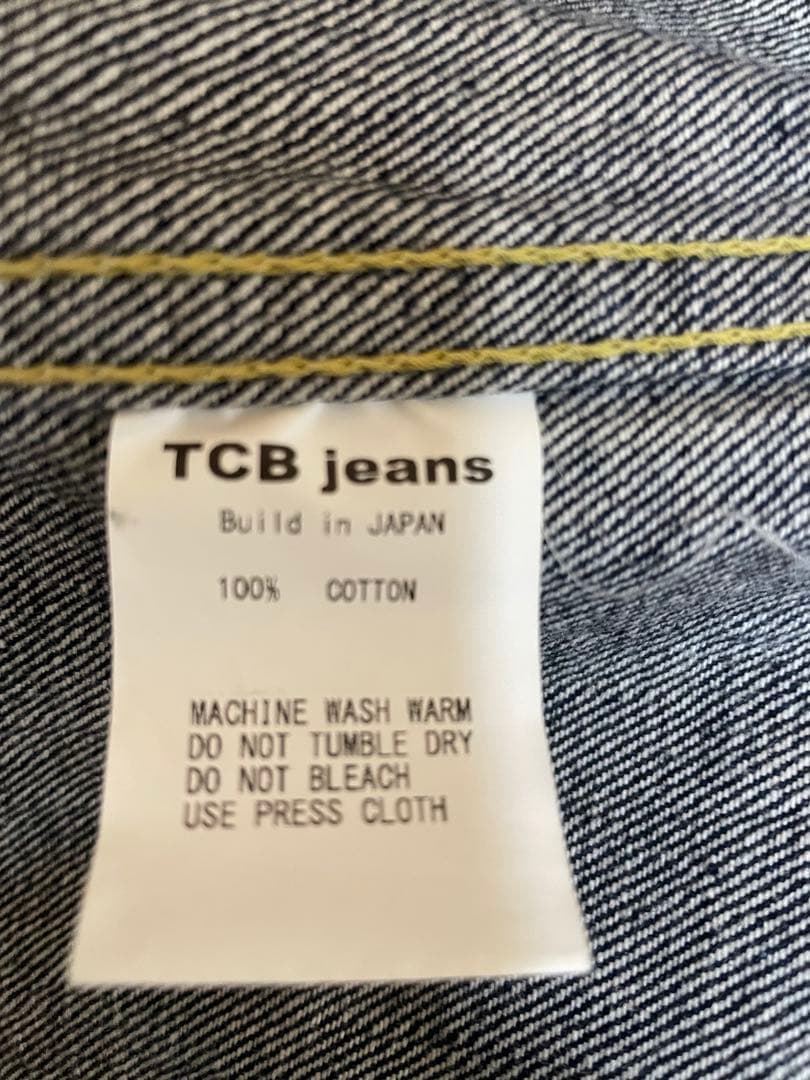 TCB jeans
Build in JAPAN
100% COTTON
MACHINE WASH WARM
DO NOT TUMBLE DRY
DO NOT BLEACH
USE PRESS CLOTH